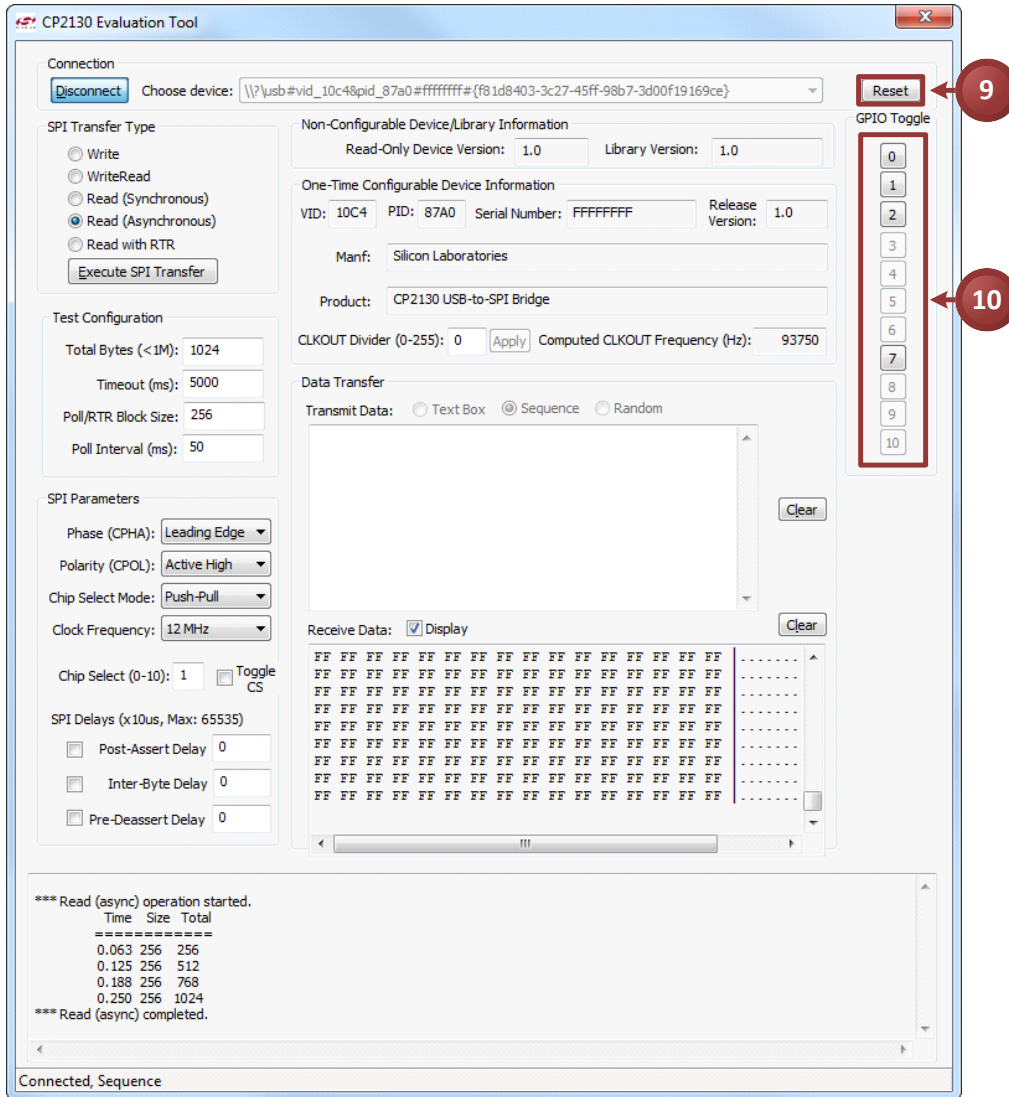 CP2130 Evaluation Tool
Connection
Disconnect Choose device: \\?\usb#vid_10c4&pid_87a0#ffffffff#{f81d8403-3c27-45ff-98b7-3d00f19169ce} Reset 9
SPI Transfer Type
Write
WriteRead
Read (Synchronous)
Read (Asynchronous)
Read with RTR
Execute SPI Transfer
Test Configuration
Total Bytes (<1M): 1024
Timeout (ms): 5000
Poll/RTR Block Size: 256
Poll Interval (ms): 50
SPI Parameters
Phase (CPHA): Leading Edge
Polarity (CPOL): Active High
Chip Select Mode: Push-Pull
Clock Frequency: 12 MHz
Chip Select (0-10): 1 Toggle
CS
SPI Delays (x10us, Max: 65535)
Post-Assert Delay 0
Inter-Byte Delay 0
Pre-Deassert Delay 0
Non-Configurable Device/Library Information
Read-Only Device Version: 1.0 Library Version: 1.0
One-Time Configurable Device Information
VID: 10C4 PID: 87A0 Serial Number: FFFFFFFF Release
Version: 1.0
Manf: Silicon Laboratories
Product: CP2130 USB-to-SPI Bridge
CLKOUT Divider (0-255): 0 Apply Computed CLKOUT Frequency (Hz): 93750
Data Transfer
Transmit Data: Text Box Sequence Random
Clear
Receive Data: Display Clear
FF FF FF FF FF FF FF FF FF FF FF FF FF FF FF FF .......
FF FF FF FF FF FF FF FF FF FF FF FF FF FF FF FF .......
FF FF FF FF FF FF FF FF FF FF FF FF FF FF FF FF .......
FF FF FF FF FF FF FF FF FF FF FF FF FF FF FF FF .......
FF FF FF FF FF FF FF FF FF FF FF FF FF FF FF FF .......
FF FF FF FF FF FF FF FF FF FF FF FF FF FF FF FF .......
FF FF FF FF FF FF FF FF FF FF FF FF FF FF FF FF .......
FF FF FF FF FF FF FF FF FF FF FF FF FF FF FF FF .......
FF FF FF FF FF FF FF FF FF FF FF FF FF FF FF FF .......
GPIO Toggle
0
1
2
3
4
5
6
7
8
9
10
10
*** Read (async) operation started.
Time Size Total
=============
0.063 256 256
0.125 256 512
0.188 256 768
0.250 256 1024
*** Read (async) completed.
Connected, Sequence